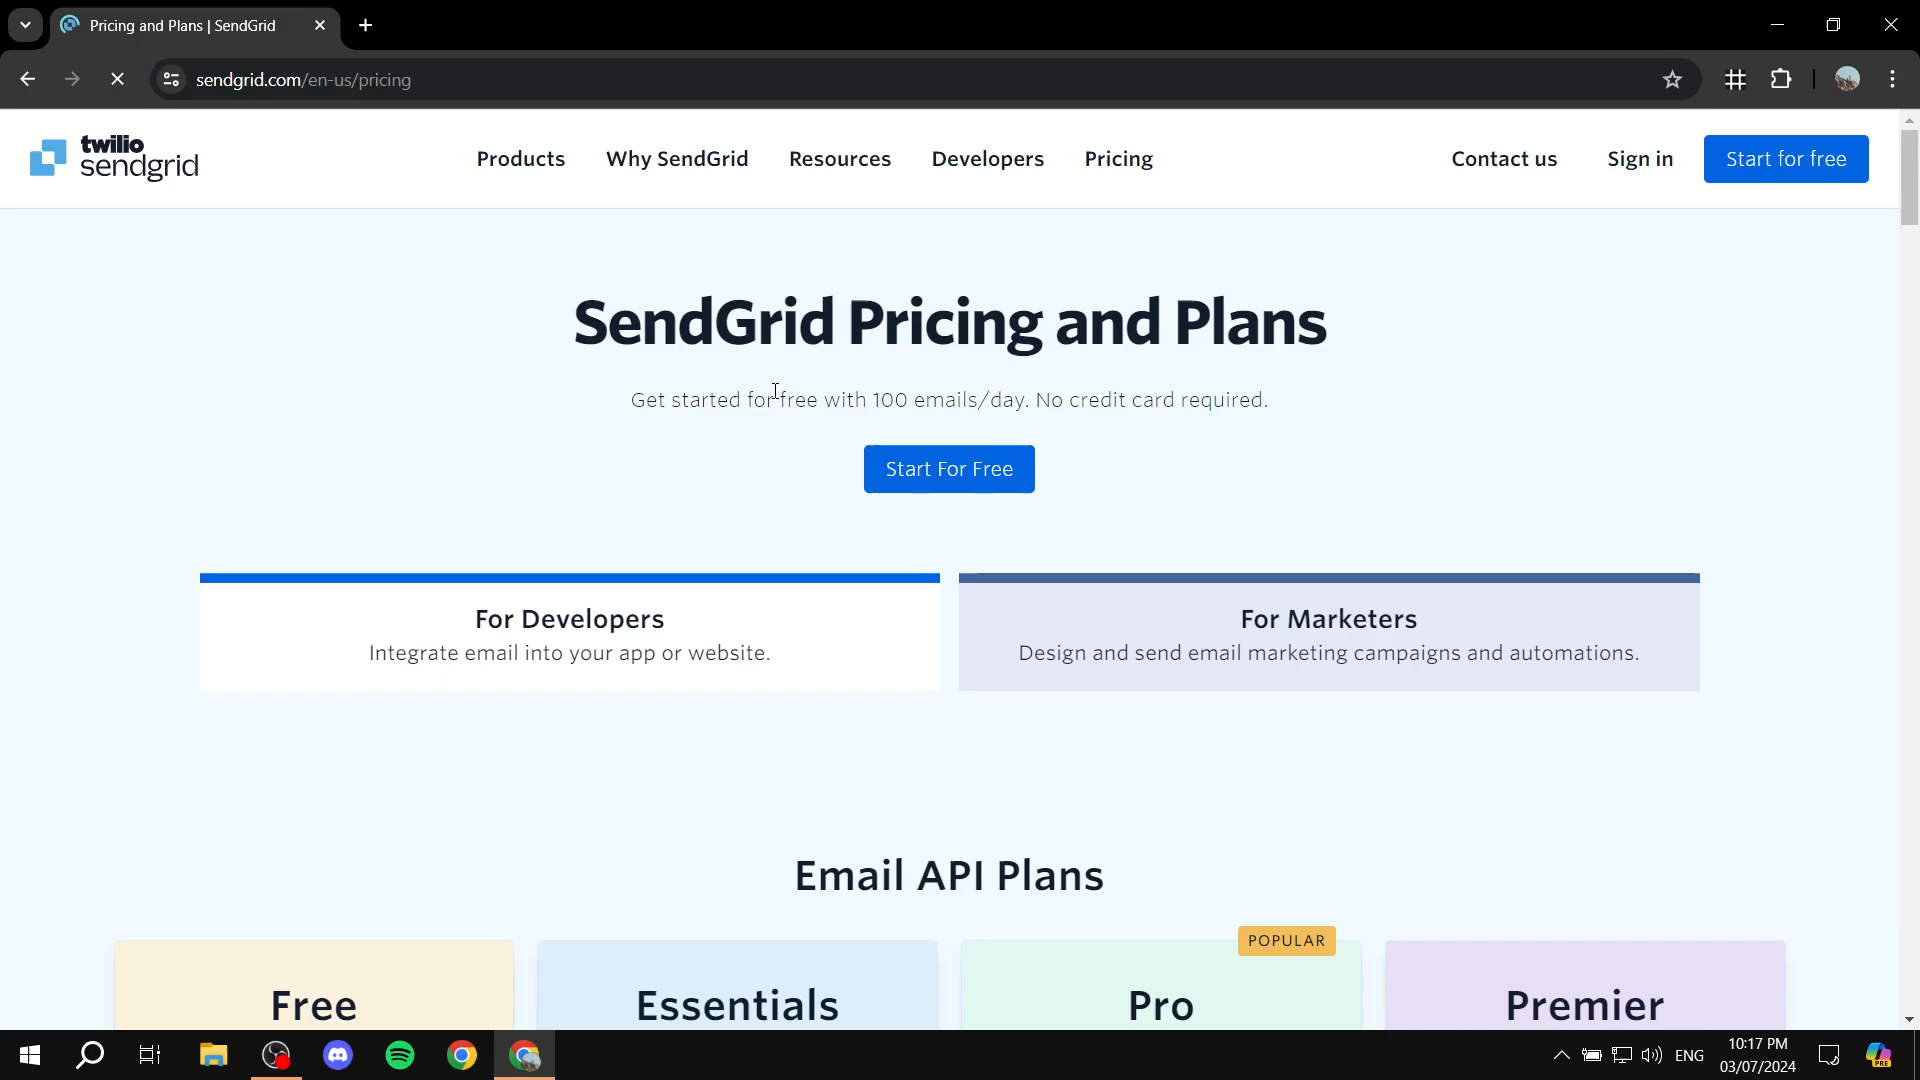 Pricing and Plans | SendGrid
sendgrid.com/en-us/pricing
twilio
sendgrid
Products
Why SendGrid
Resources
Developers
Pricing
Contact us
Sign in
Start for free
SendGrid Pricing and Plans
Get started for free with 100 emails/day. No credit card required.
Start For Free
For Developers
Integrate email into your app or website.
For Marketers
Design and send email marketing campaigns and automations.
Email API Plans
POPULAR
Free
Essentials
Pro
Premier
ENG
10:17 PM
03/07/2024
PRE